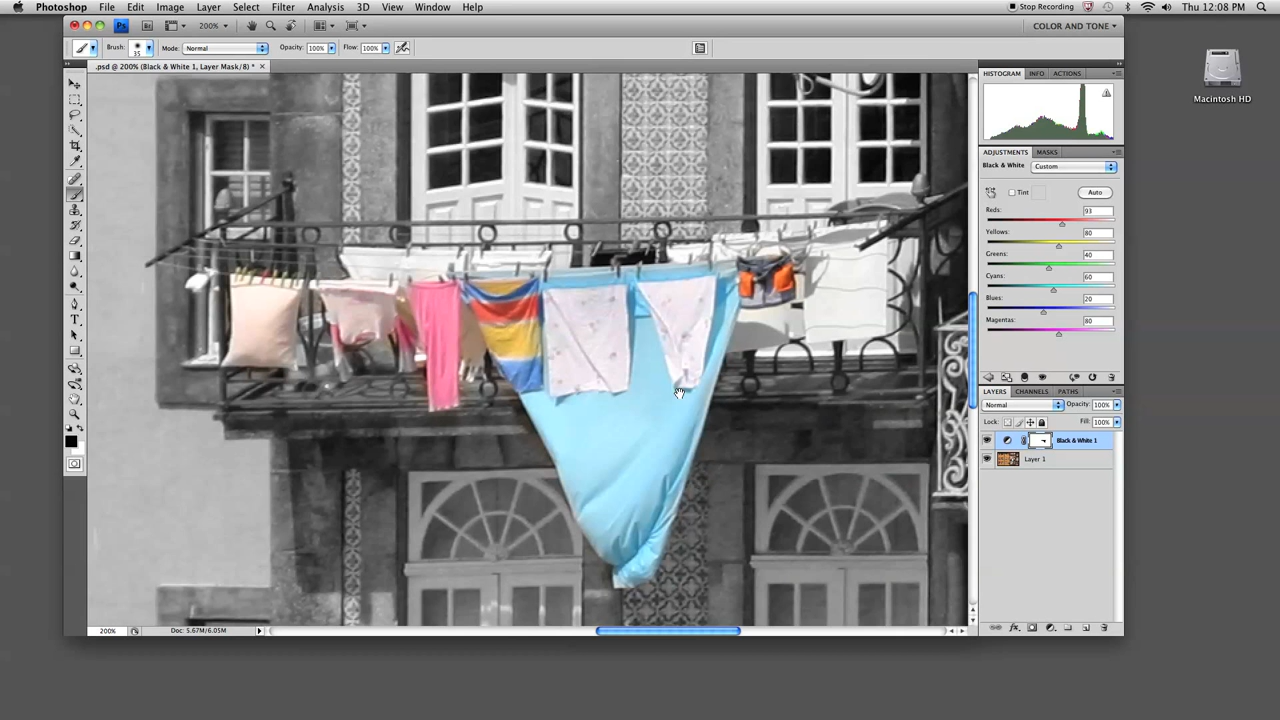 Photoshop File Edit Image Layer Select Filter Analysis 3D View Window Help
Stop Recording Thu 12:08 PM
Ps Br 200% COLOR AND TONE
Brush: 35 Mode: Normal Opacity: 100% Flow: 100%
.psd @ 200% (Black & White 1, Layer Mask/8) *
HISTOGRAM INFO ACTIONS
Macintosh HD
ADJUSTMENTS MASKS
Black & White Custom
Tint Auto
Reds: 93
Yellows: 80
Greens: 40
Cyans: 60
Blues: 20
Magentas: 80
LAYERS CHANNELS PATHS
Normal Opacity: 100%
Lock: Fill: 100%
Black & White 1
Layer 1
200% Doc: 5.67M/6.05M